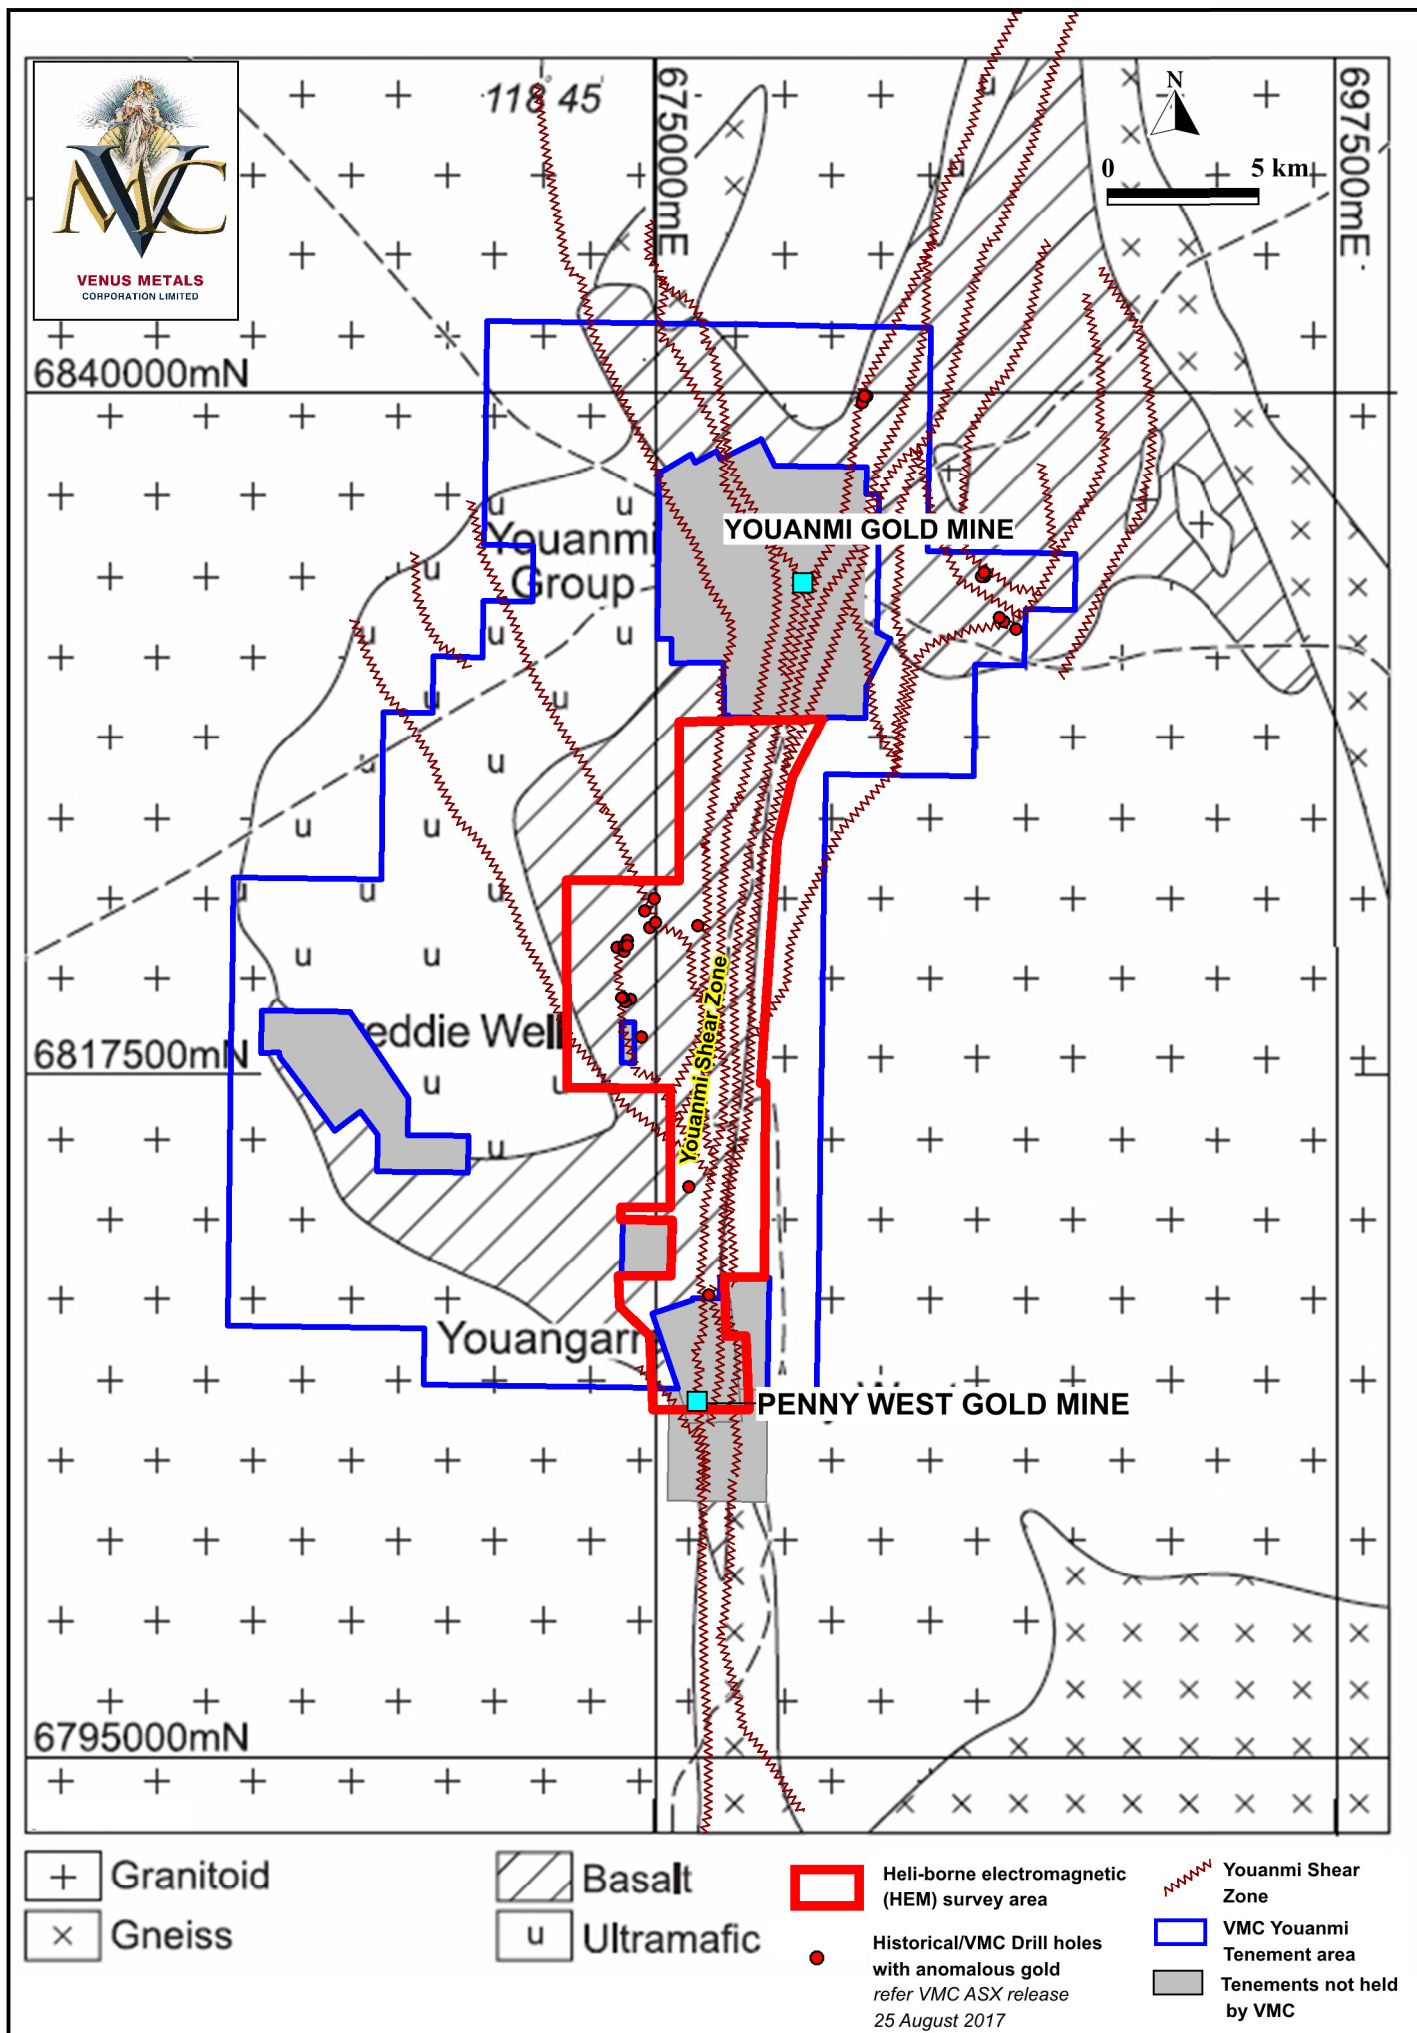 VMC
VENUS METALS
CORPORATION LIMITED
118° 45'
675000mE
697500mE
N
0 5 km
6840000mN
YOUANMI GOLD MINE
Youanmi
Group
6817500mN
eddie Well
Youanmi Shear Zone
Youangarr
PENNY WEST GOLD MINE
6795000mN
Granitoid
Gneiss
Basalt
Ultramafic
Heli-borne electromagnetic
(HEM) survey area
Historical/VMC Drill holes
with anomalous gold
refer VMC ASX release
25 August 2017
Youanmi Shear
Zone
VMC Youanmi
Tenement area
Tenements not held
by VMC